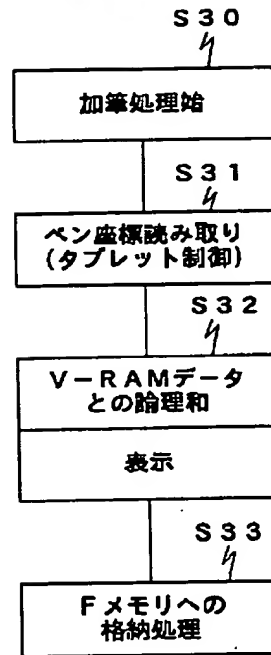 S30
加筆処理始
S31
ペン座標読み取り
(タブレット制御)
S32
V－RAMデータ
との論理和
表示
S33
Fメモリへの
格納処理